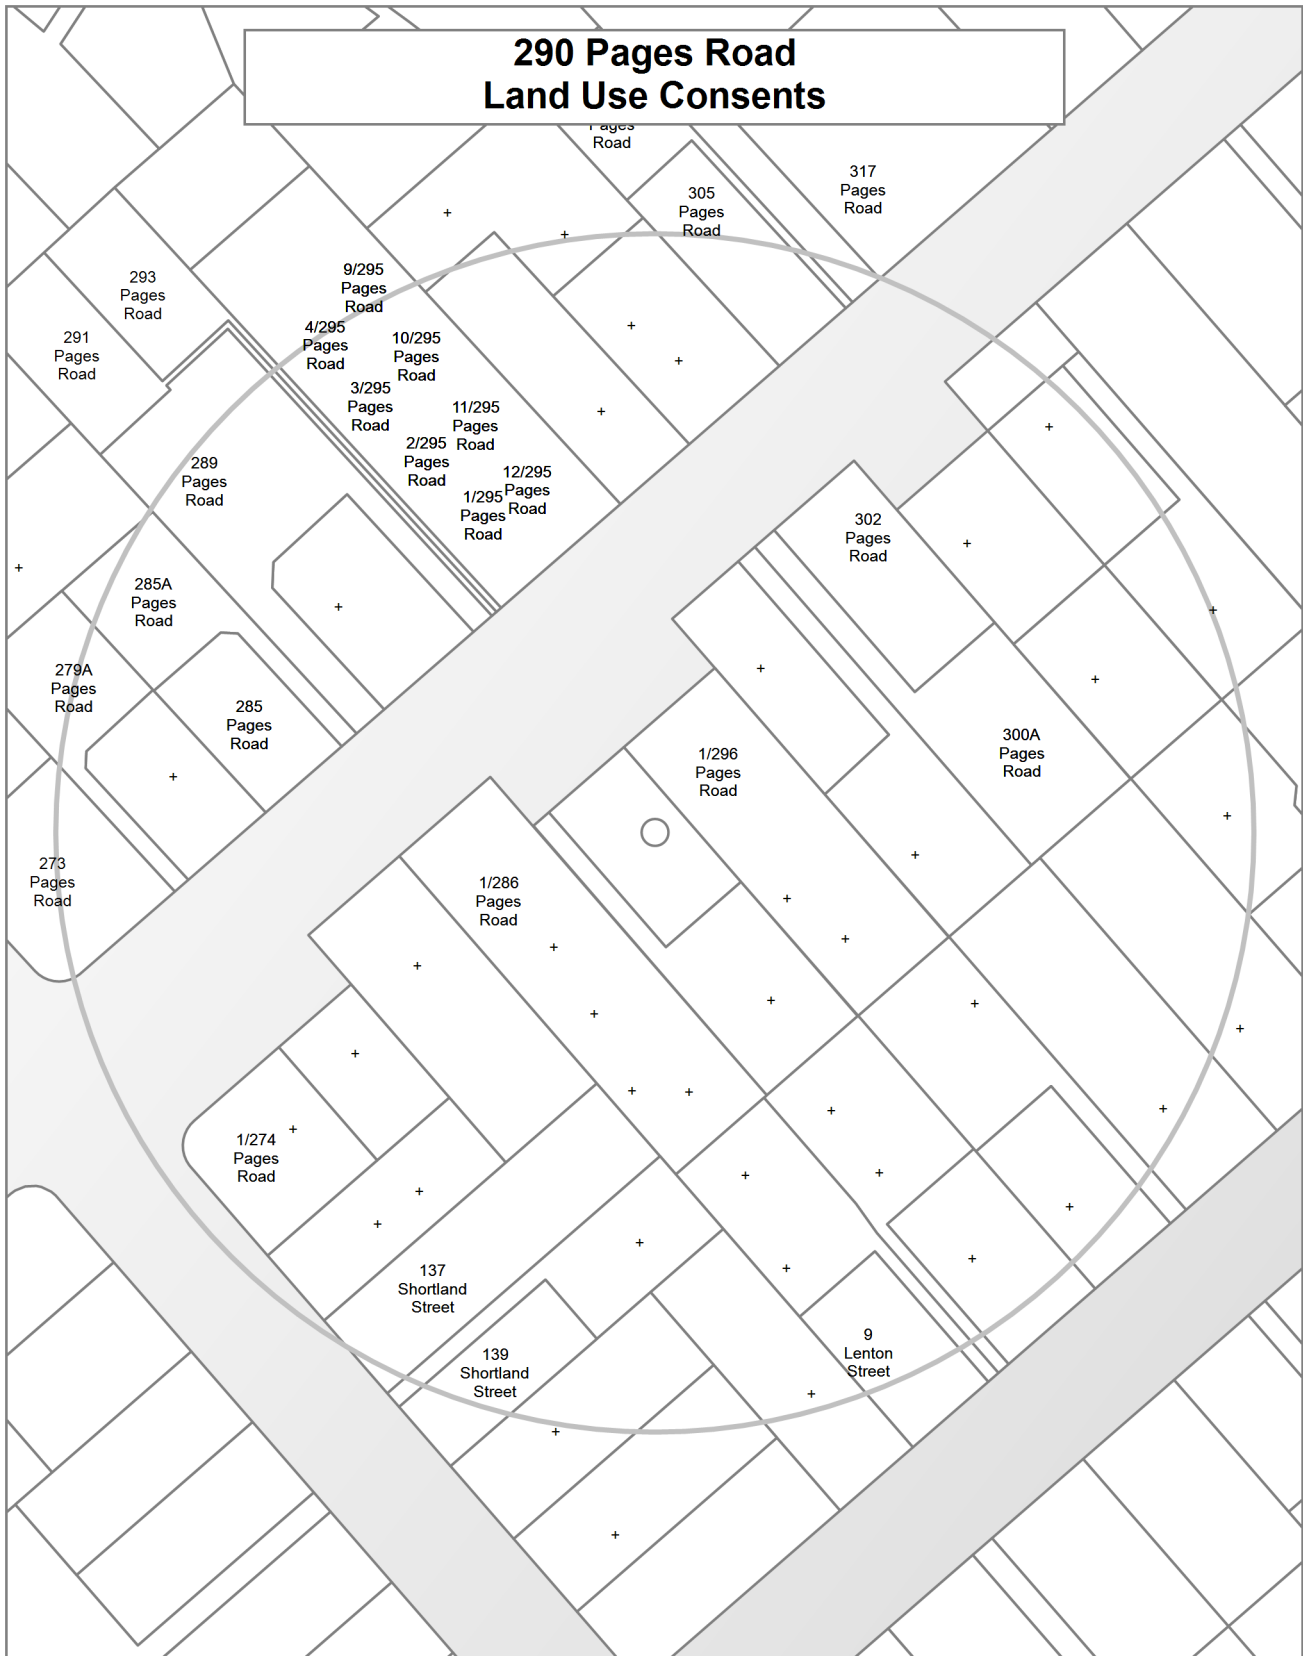 290 Pages Road
Land Use Consents
Pages
Road
317
Pages
Road
305
Pages
Road
293
Pages
Road
9/295
Pages
Road
291
Pages
Road
4/295
Pages
Road
10/295
Pages
Road
3/295
Pages
Road
11/295
Pages
Road
2/295
Pages
Road
289
Pages
Road
12/295
Pages
Road
1/295
Pages
Road
302
Pages
Road
285A
Pages
Road
279A
Pages
Road
285
Pages
Road
300A
Pages
Road
1/296
Pages
Road
273
Pages
Road
1/286
Pages
Road
1/274
Pages
Road
137
Shortland
Street
139
Shortland
Street
9
Lenton
Street